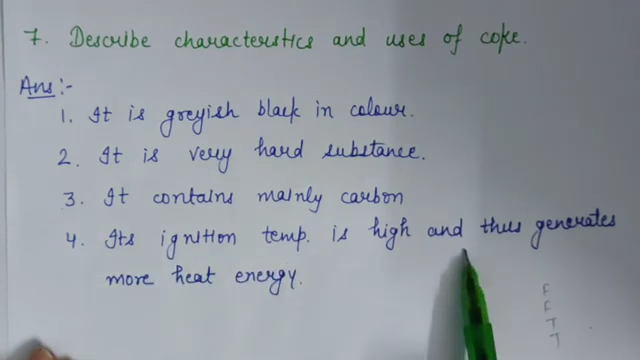 7. Describe characterstics and uses of coke.
Ans:-
1. It is greyish black in colour.
2. It is very hard substance.
3. It contains mainly carbon
4. Its ignition temp. is high and thus generates
more heat energy.
F
F
T
T